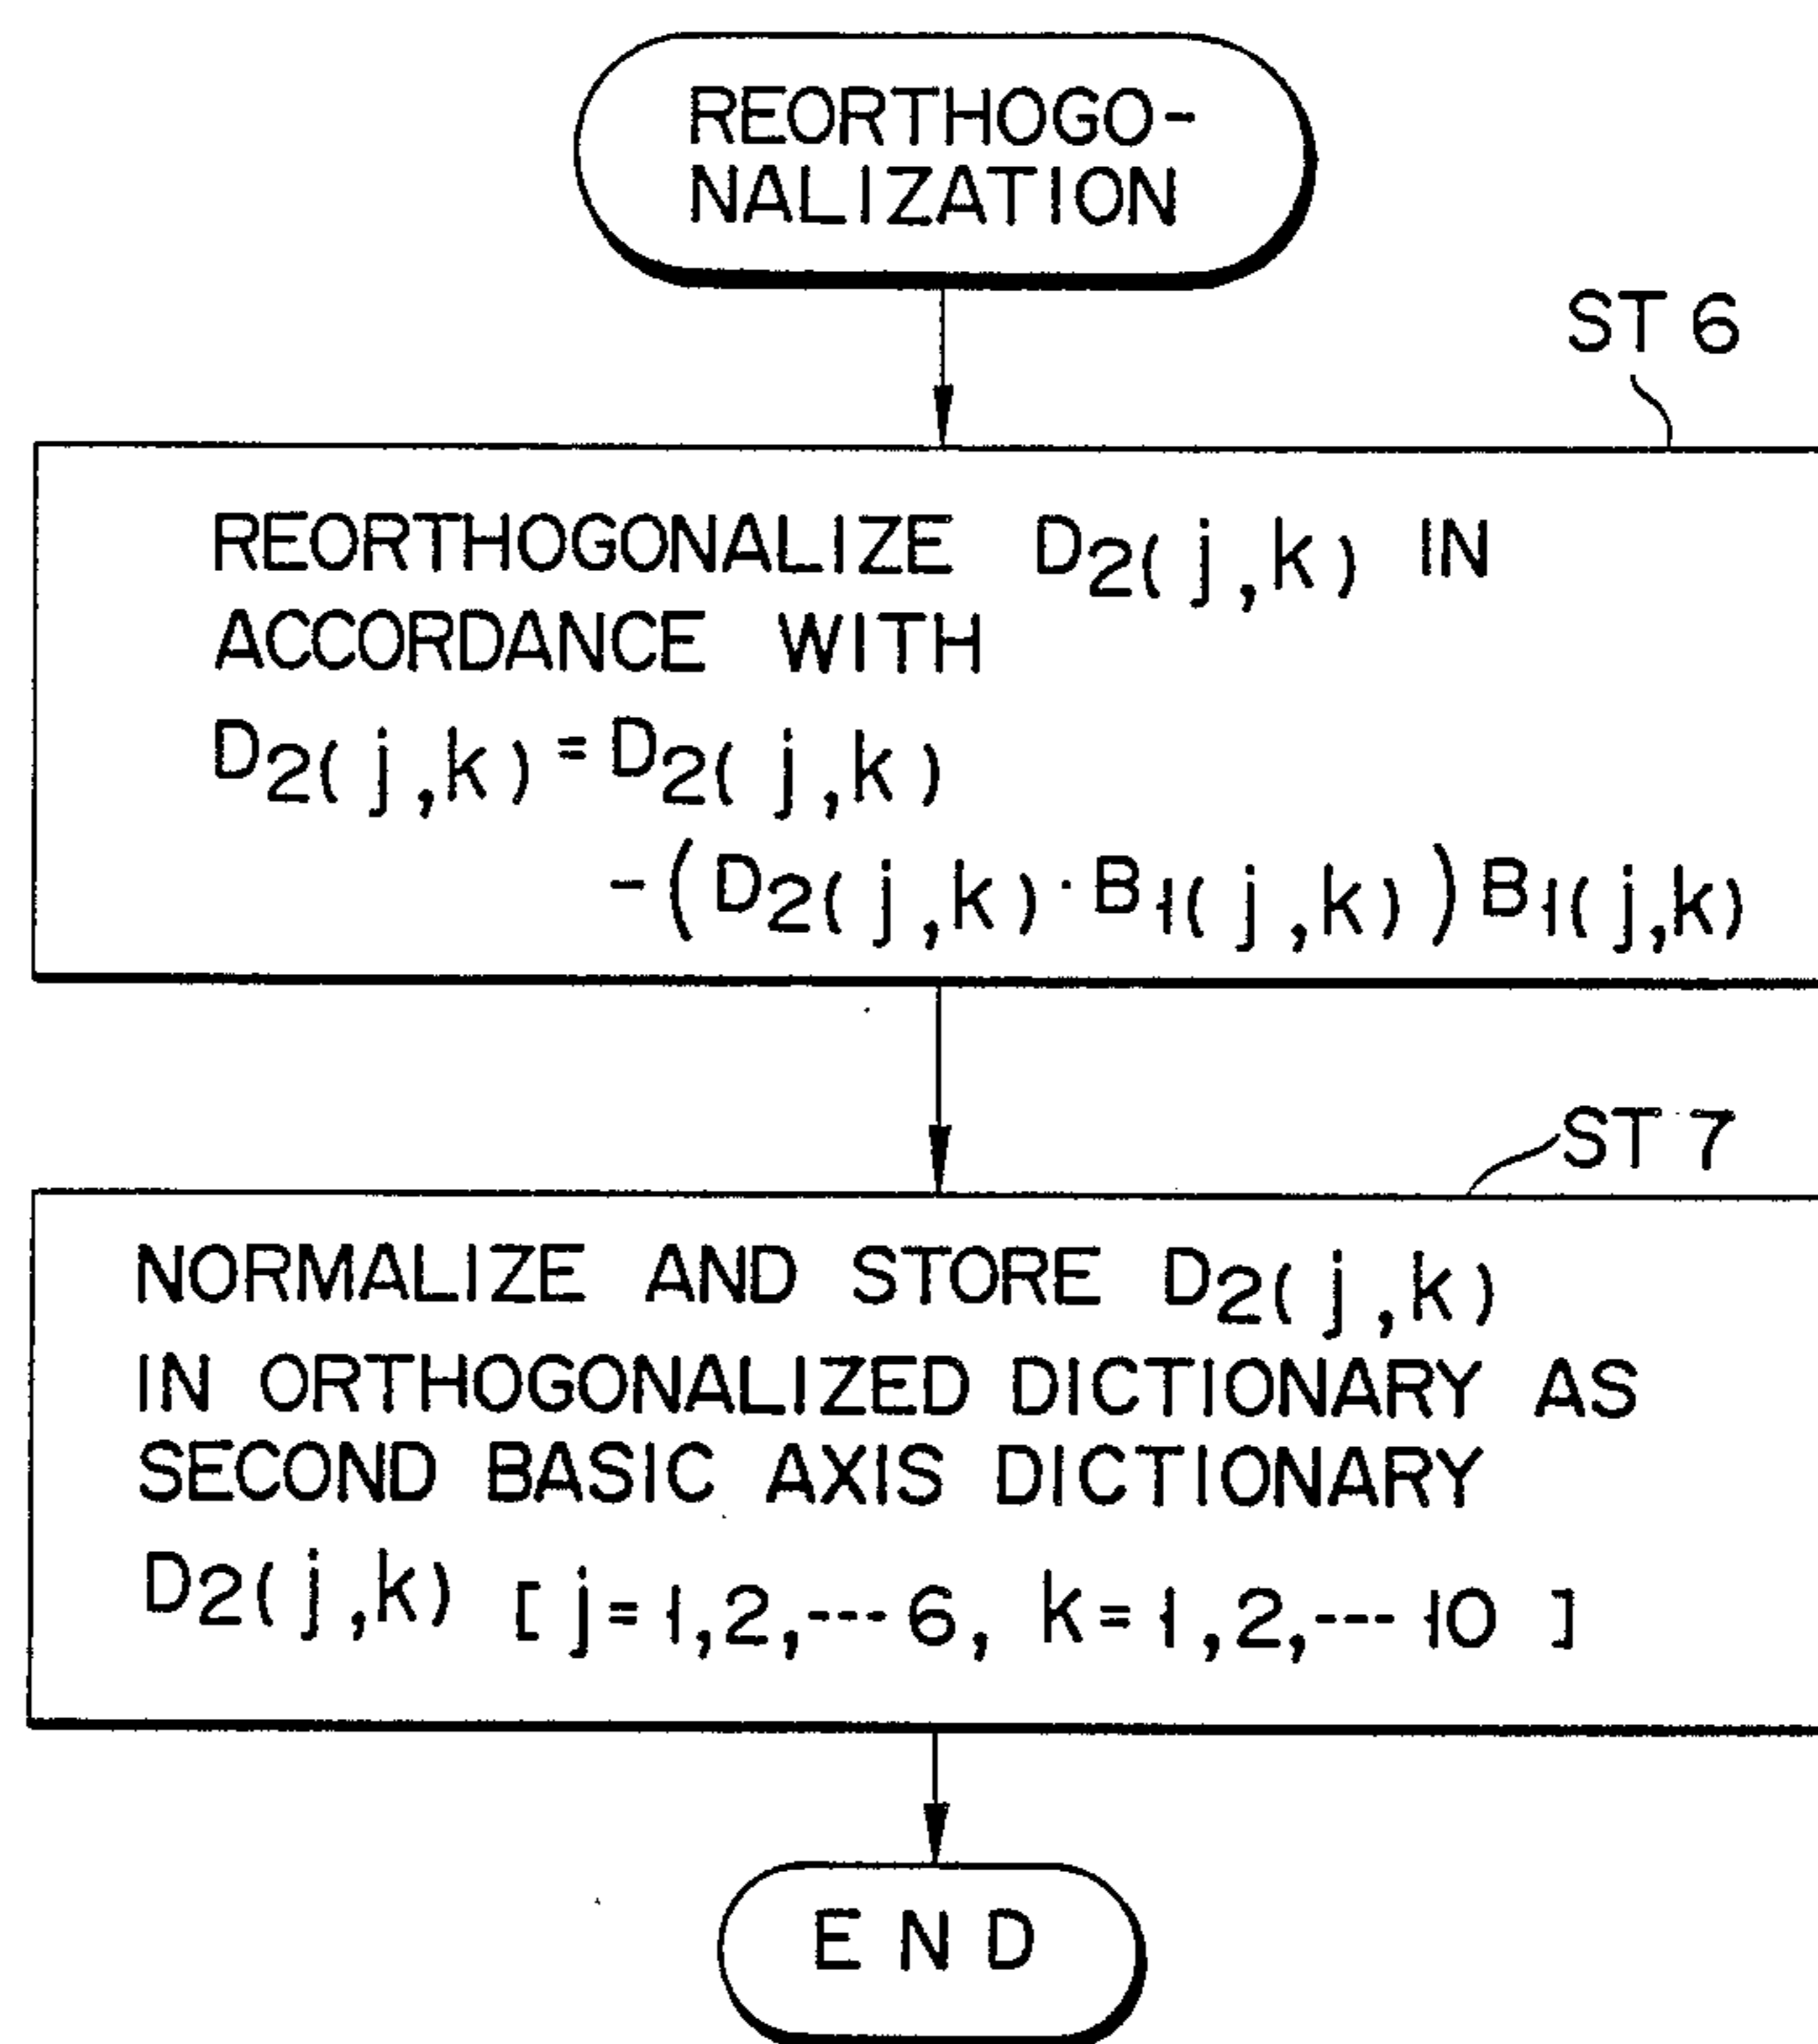 REORTHOGO-
NALIZATION
ST 6
REORTHOGONALIZE D2(j,k) IN
ACCORDANCE WITH
D2(j,k)=D2(j,k)
-(D2(j,k)·B1(j,k))B1(j,k)
ST 7
NORMALIZE AND STORE D2(j,k)
IN ORTHOGONALIZED DICTIONARY AS
SECOND BASIC AXIS DICTIONARY
D2(j,k) [j=1,2,---6, k=1,2,---10]
END